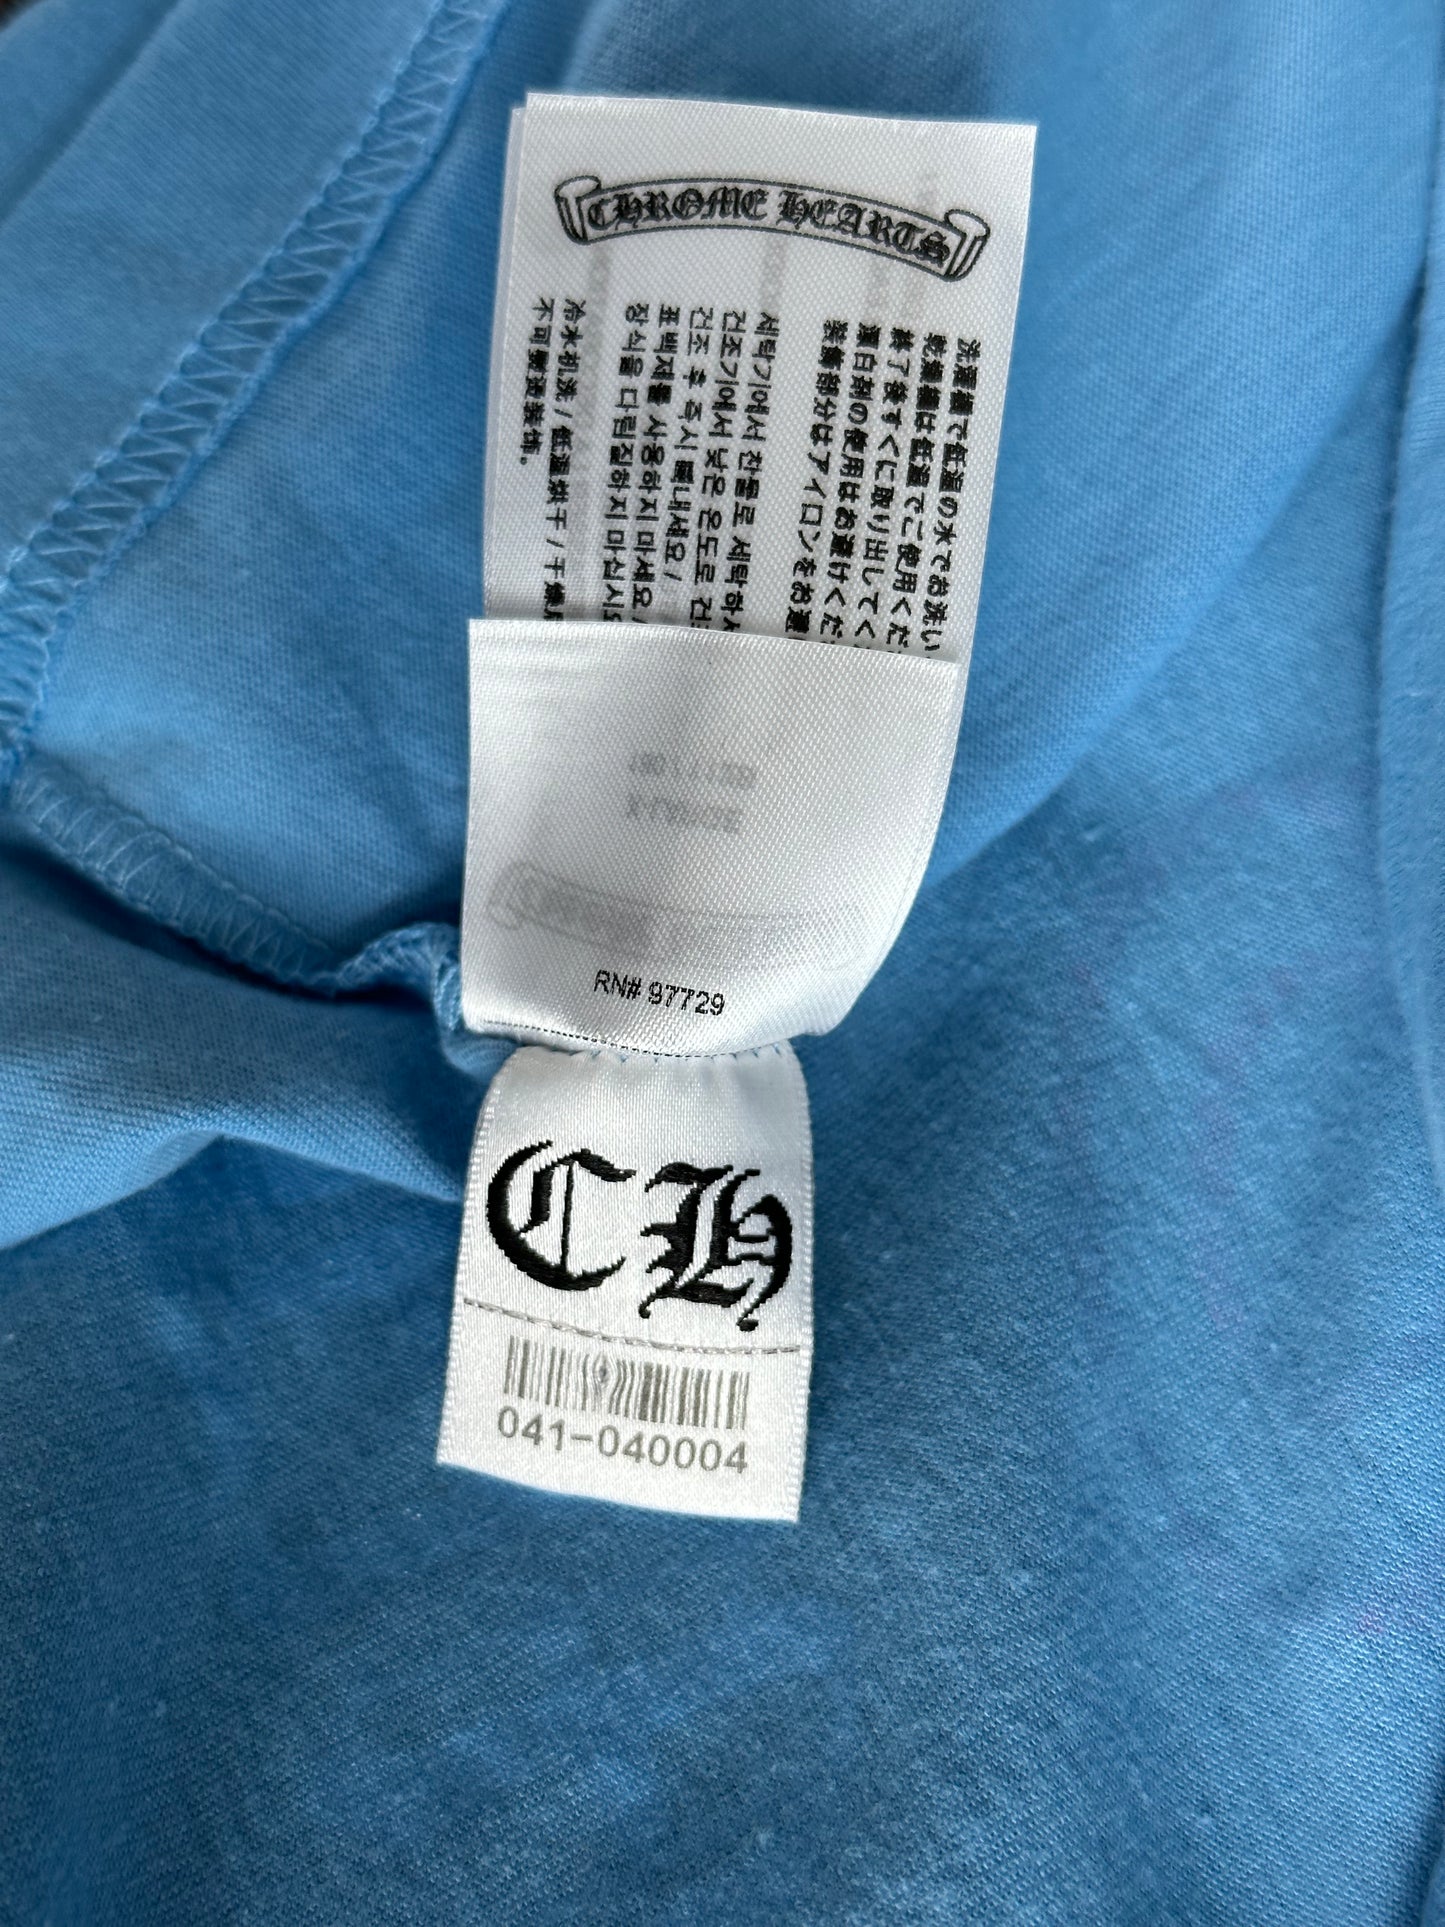 CHROME HEARTS
洗濯機で低温の水でお洗い
乾燥機は低温でご使用くだ
終了後すぐに取り出してく
漂白剤の使用はお避けくだ
装飾部分はアイロンをお避
세탁기에서 찬물로 세탁하
건조기에서 낮은 온도로 건
건조 후 즉시 꺼내세요 /
표백제를 사용하지 마세요 /
장식을 다림질하지 마십시오
冷水机洗 / 低温烘干 / 干燥
不可熨烫装饰。
RN# 97729
CH
041-040004